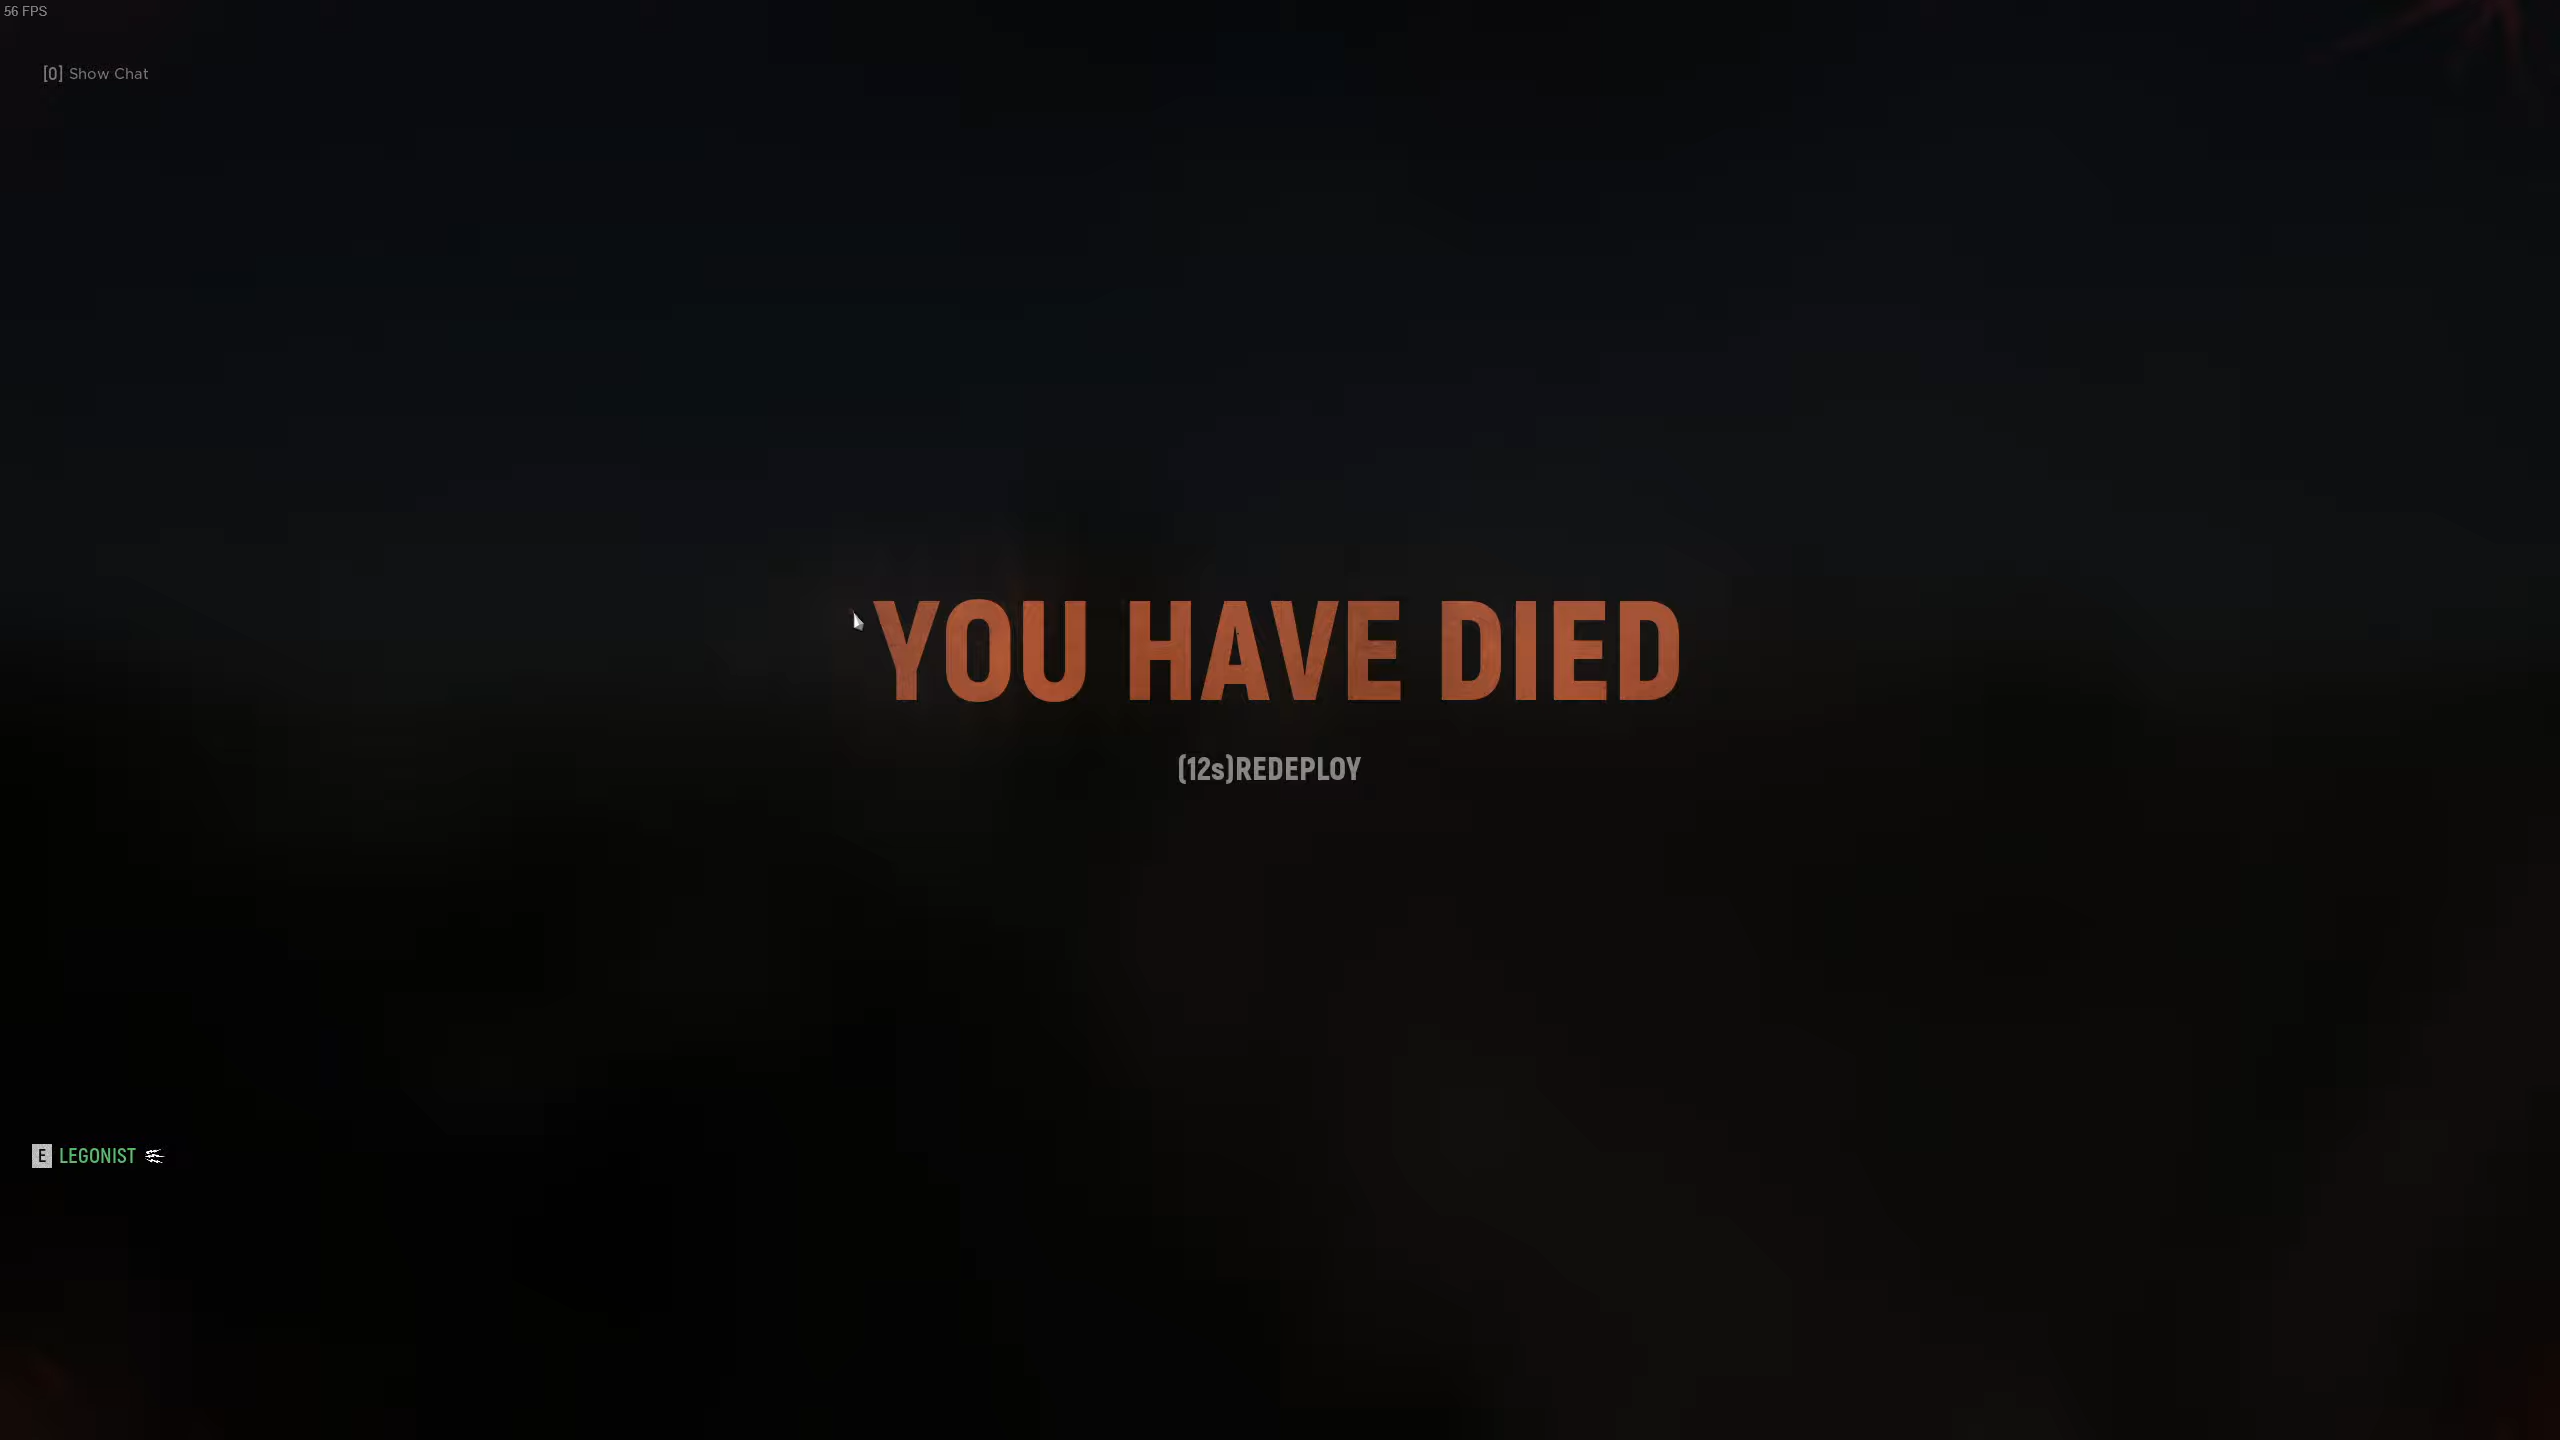 56 FPS
[0] Show Chat
YOU HAVE DIED
(12s)REDEPLOY
E LEGONIST